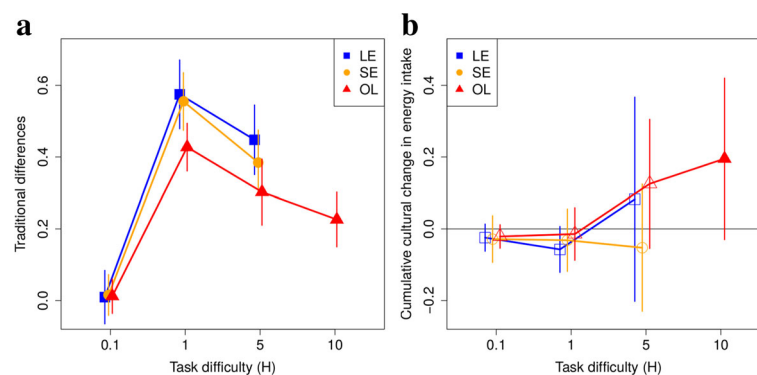 a
Traditional differences
0.0
0.2
0.4
0.6
LE
SE
OL
0.1
1
5
10
Task difficulty (H)
b
Cumulative cultural change in energy intake
−0.2
0.0
0.2
0.4
LE
SE
OL
0.1
1
5
10
Task difficulty (H)